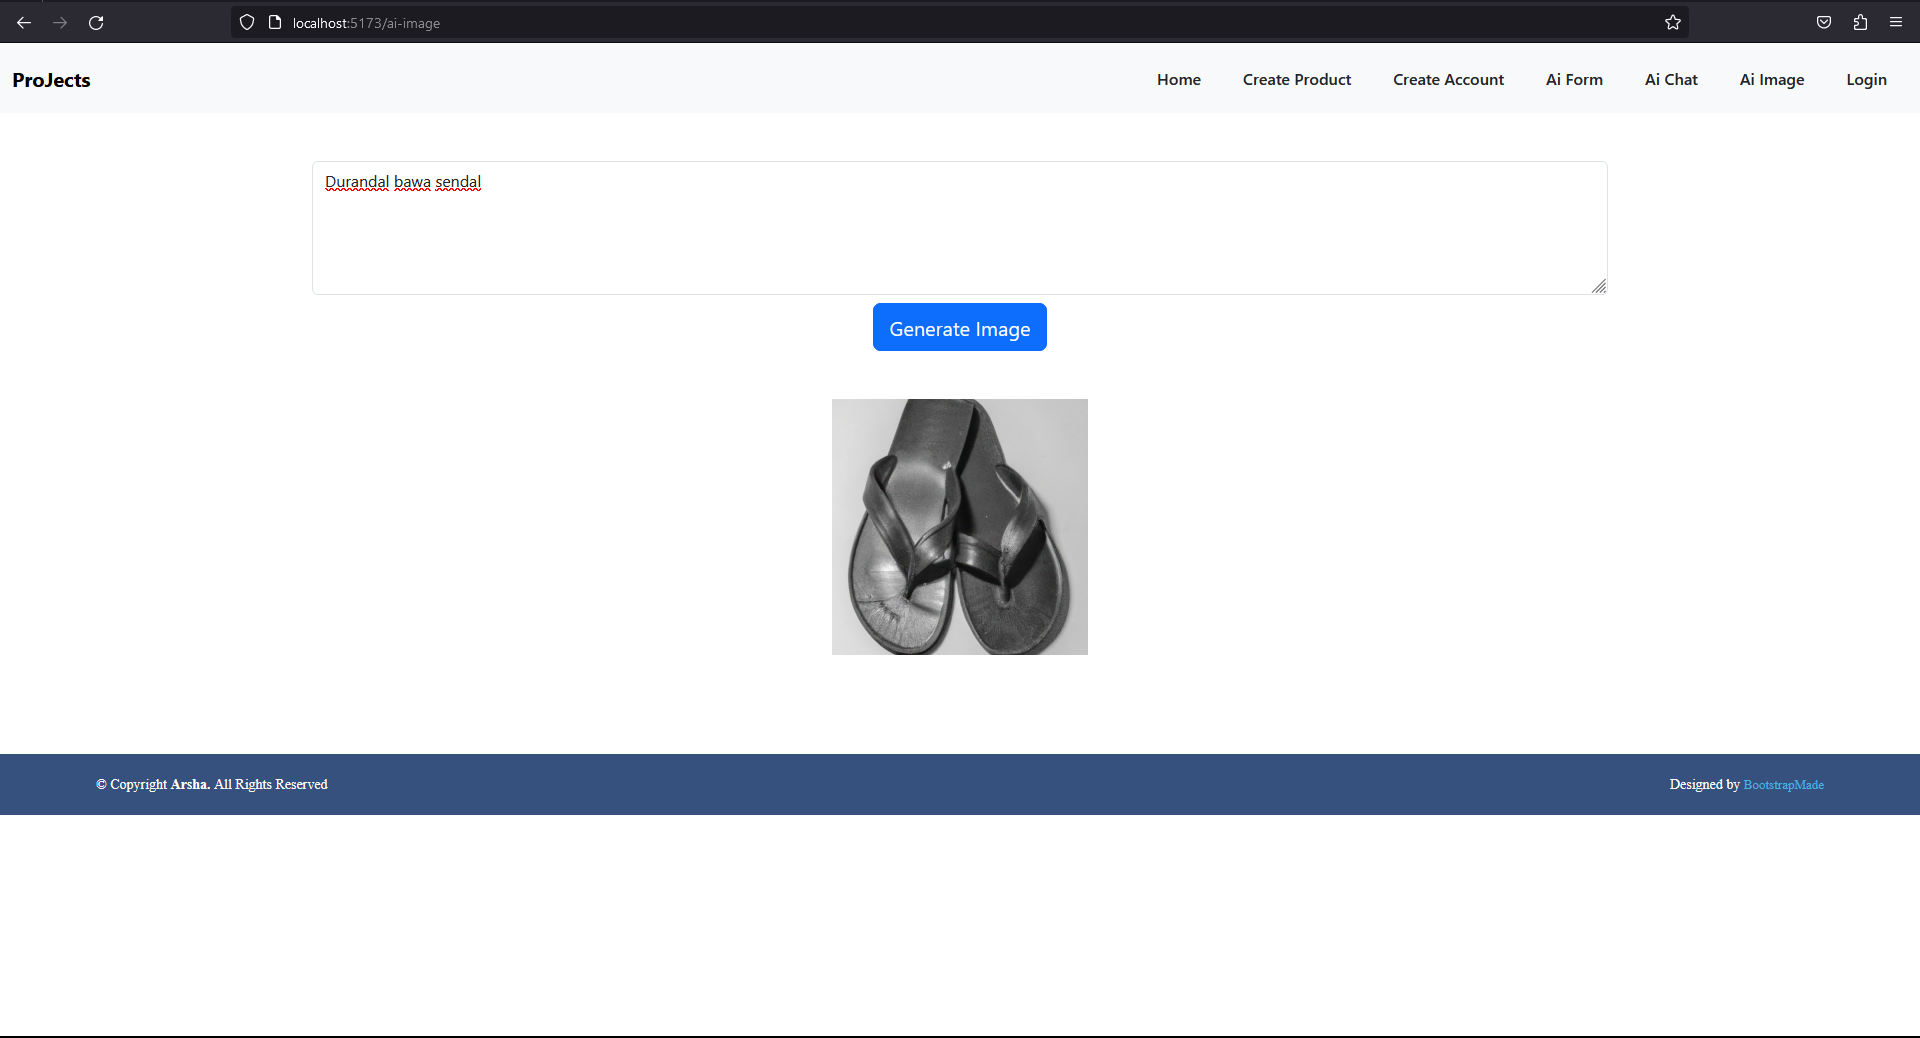 localhost:5173/ai-image
ProJects
Home Create Product Create Account Ai Form Ai Chat Ai Image Login
Durandal bawa sendal
Generate Image
© Copyright Arsha. All Rights Reserved
Designed by BootstrapMade